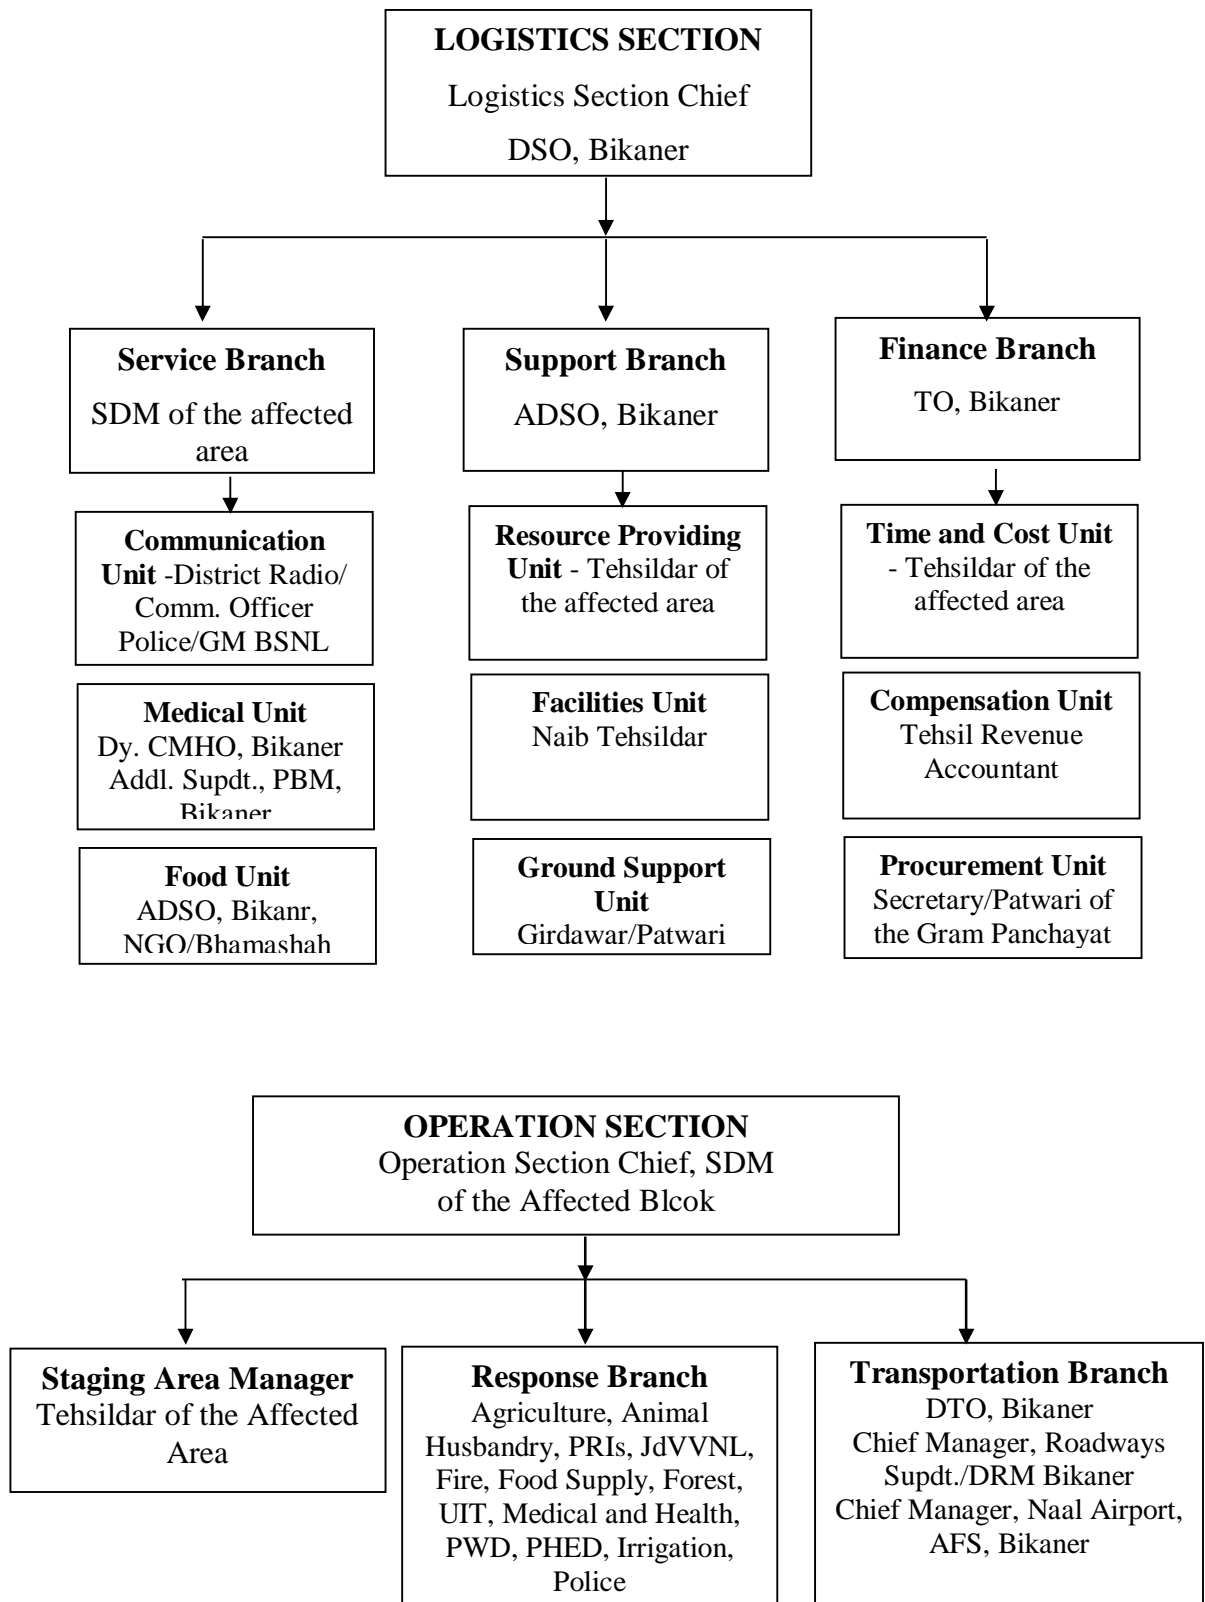 LOGISTICS SECTION
Logistics Section Chief
DSO, Bikaner
Service Branch
SDM of the affected
area
Support Branch
ADSO, Bikaner
Finance Branch
TO, Bikaner
Communication
Unit -District Radio/
Comm. Officer
Police/GM BSNL
Resource Providing
Unit - Tehsildar of
the affected area
Time and Cost Unit
- Tehsildar of the
affected area
Medical Unit
Dy. CMHO, Bikaner
Addl. Supdt., PBM,
Bikaner
Facilities Unit
Naib Tehsildar
Compensation Unit
Tehsil Revenue
Accountant
Food Unit
ADSO, Bikanr,
NGO/Bhamashah
Ground Support
Unit
Girdawar/Patwari
Procurement Unit
Secretary/Patwari of
the Gram Panchayat
OPERATION SECTION
Operation Section Chief, SDM
of the Affected Blcok
Staging Area Manager
Tehsildar of the Affected
Area
Response Branch
Agriculture, Animal
Husbandry, PRIs, JdVVNL,
Fire, Food Supply, Forest,
UIT, Medical and Health,
PWD, PHED, Irrigation,
Police
Transportation Branch
DTO, Bikaner
Chief Manager, Roadways
Supdt./DRM Bikaner
Chief Manager, Naal Airport,
AFS, Bikaner